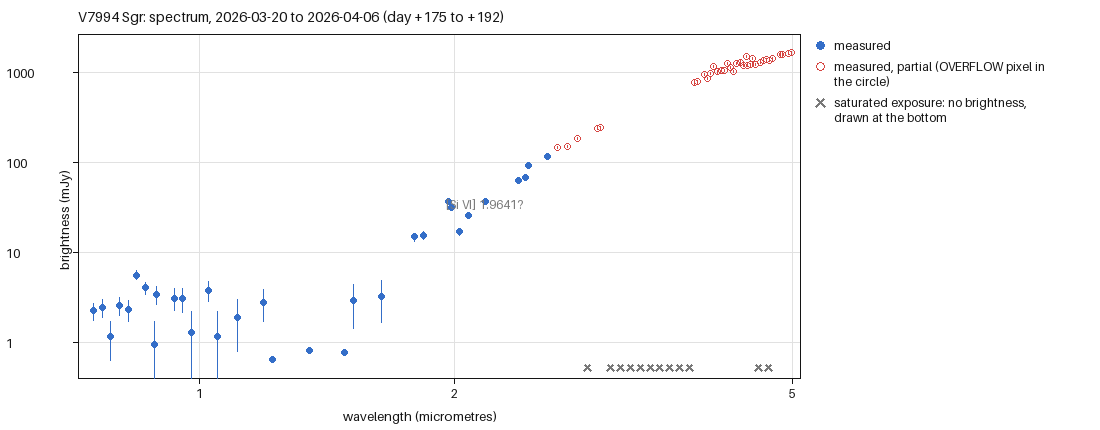 V7994 Sgr: spectrum, 2026-03-20 to 2026-04-06 (day +175 to +192)
measured
measured, partial (OVERFLOW pixel in
the circle)
saturated exposure: no brightness,
drawn at the bottom
1000
100
10
1
brightness (mJy)
[Si VI] 1.9641?
1
2
5
wavelength (micrometres)